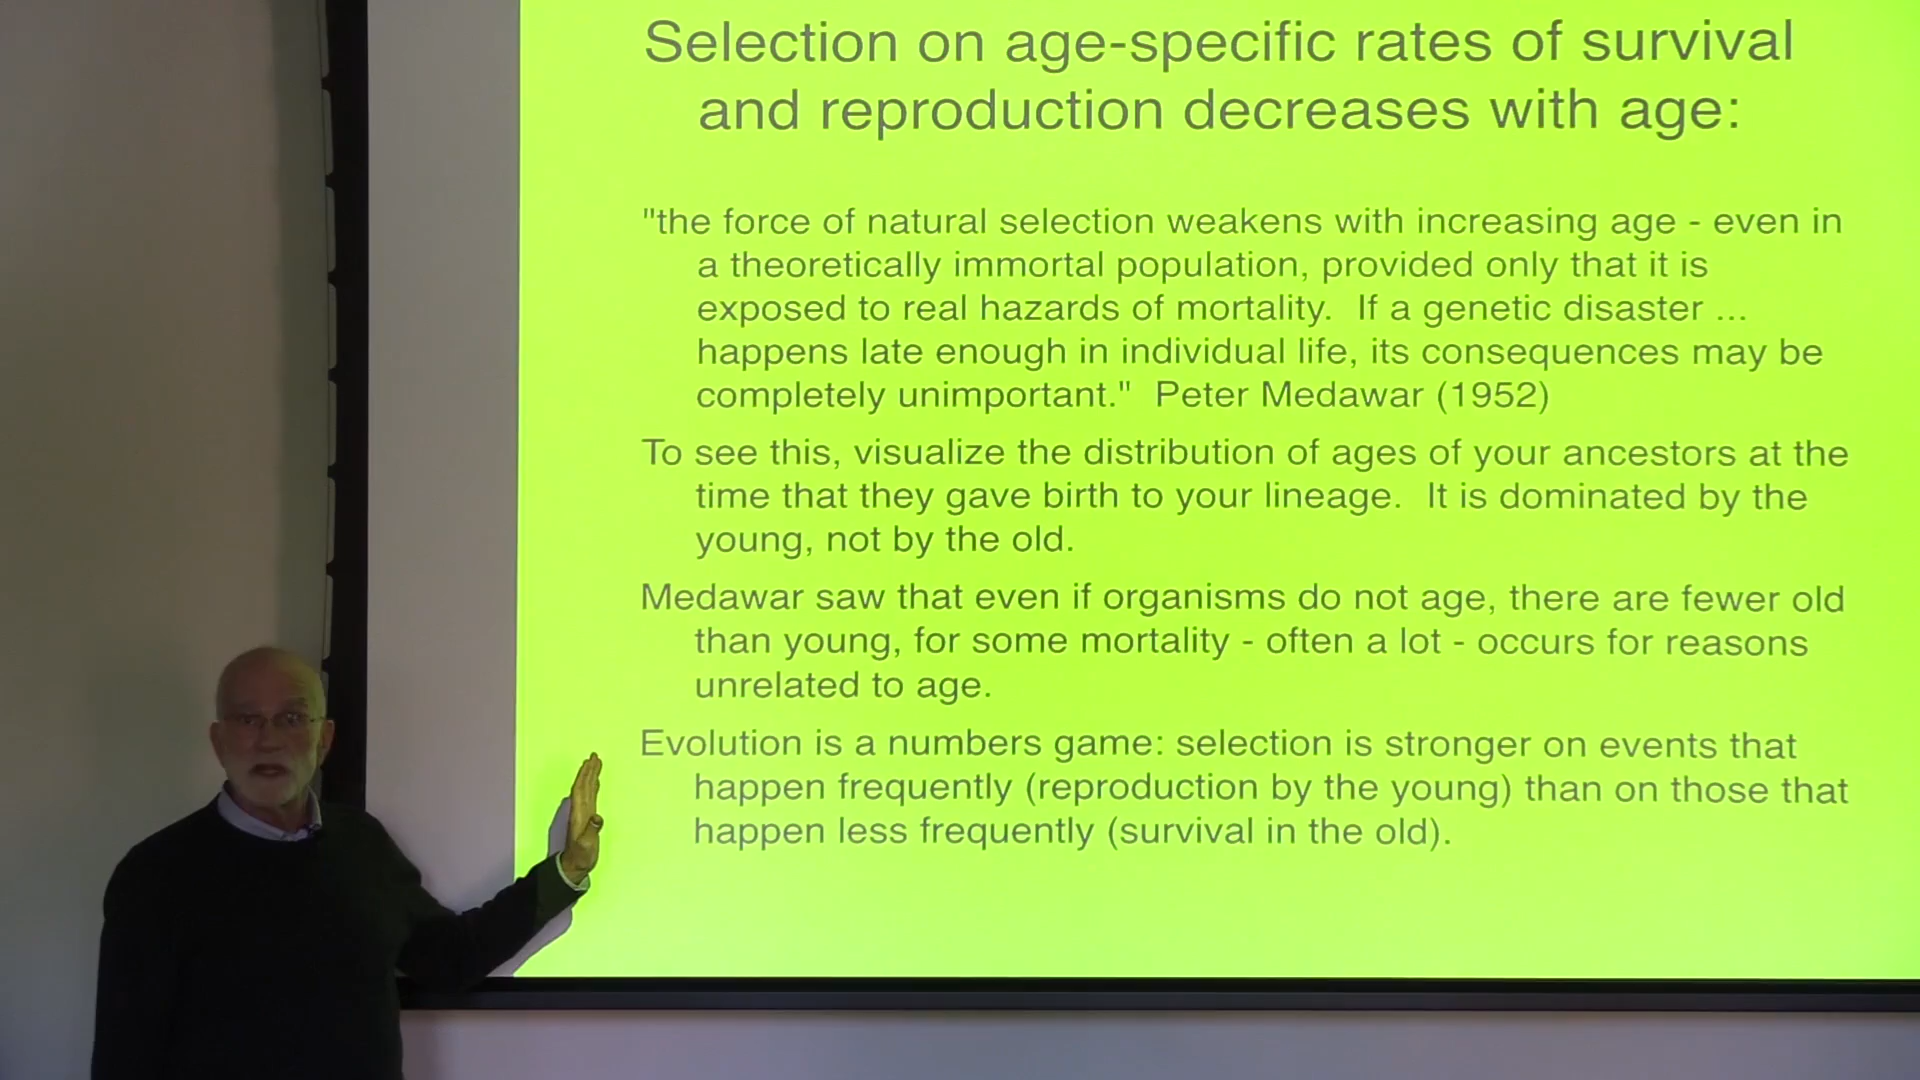 Selection on age-specific rates of survival
and reproduction decreases with age:
"the force of natural selection weakens with increasing age - even in
a theoretically immortal population, provided only that it is
exposed to real hazards of mortality.  If a genetic disaster ...
happens late enough in individual life, its consequences may be
completely unimportant."  Peter Medawar (1952)
To see this, visualize the distribution of ages of your ancestors at the
time that they gave birth to your lineage.  It is dominated by the
young, not by the old.
Medawar saw that even if organisms do not age, there are fewer old
than young, for some mortality - often a lot - occurs for reasons
unrelated to age.
Evolution is a numbers game: selection is stronger on events that
happen frequently (reproduction by the young) than on those that
happen less frequently (survival in the old).